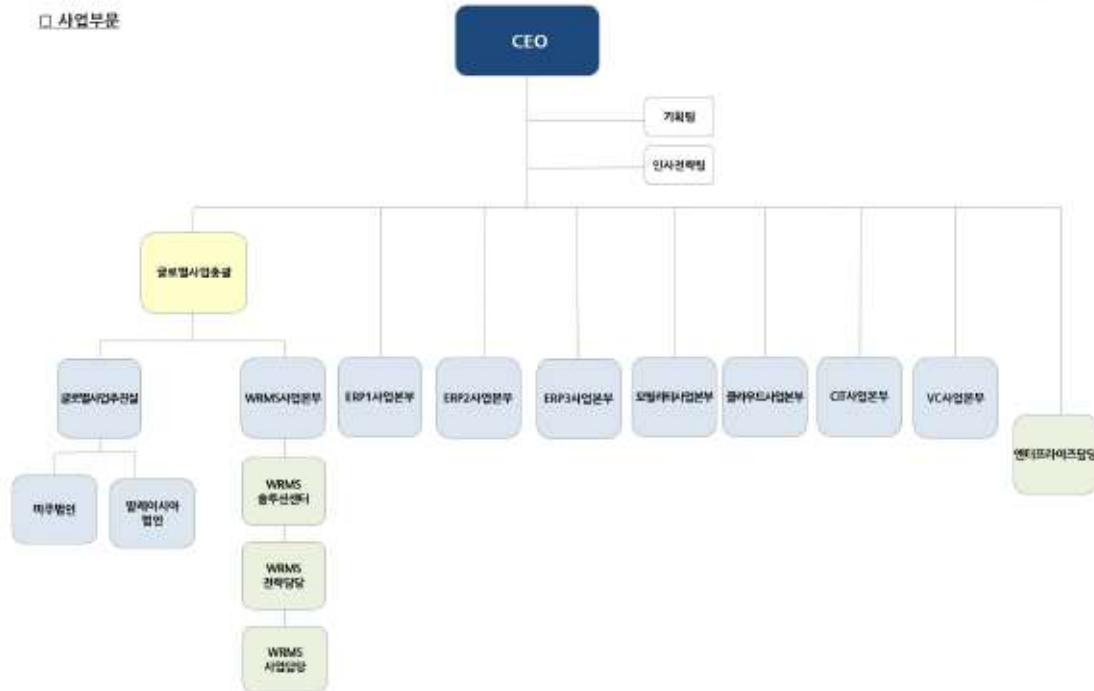 □ 사업부문
CEO
기획팀
인사전략팀
글로벌사업총괄
글로벌사업추진실
WRMS사업본부
ERP1사업본부
ERP2사업본부
ERP3사업본부
모빌리티사업본부
클라우드사업본부
CIT사업본부
VC사업본부
엔터프라이즈담당
미주법인
말레이시아
법인
WRMS
솔루션센터
WRMS
전략담당
WRMS
사업담당